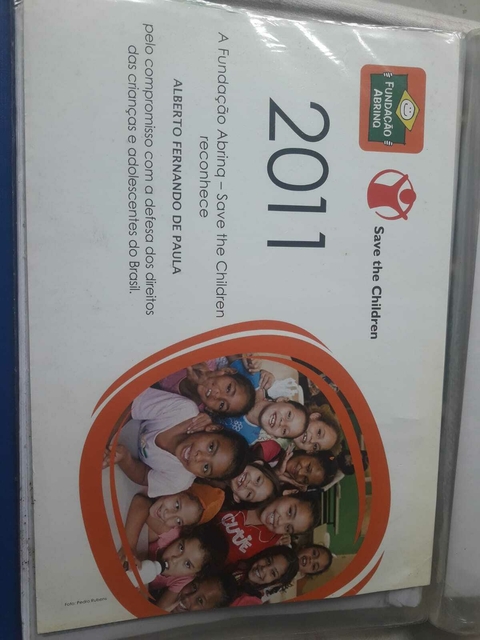 FUNDAÇÃO
ABRINQ
Save the Children
2011
A Fundação Abrinq – Save the Children
reconhece
ALBERTO FERNANDO DE PAULA
pelo compromisso com a defesa dos direitos
das crianças e adolescentes do Brasil.